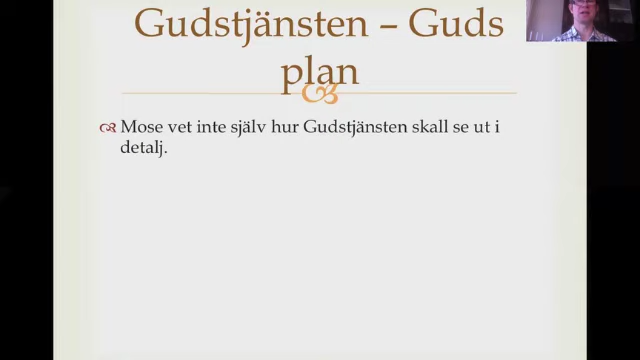 Gudstjänsten – Guds
plan
Mose vet inte själv hur Gudstjänsten skall se ut i
detalj.